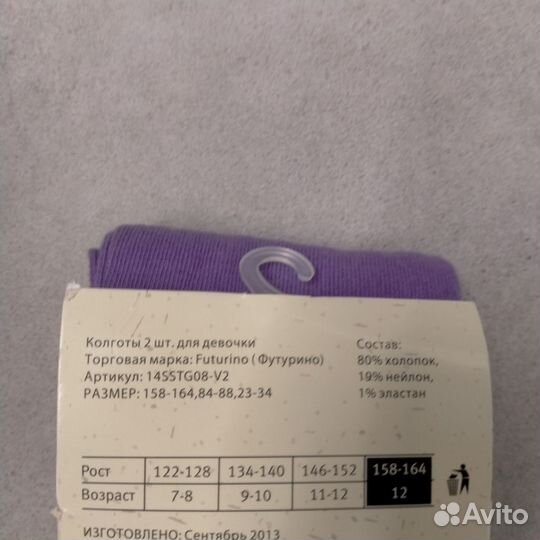 Колготы 2 шт. для девочки
Торговая марка: Futurino ( Футурино)
Артикул: 14SSTG08-V2
РАЗМЕР: 158-164,84-88,23-34
Состав:
80% хлопок,
19% нейлон,
1% эластан
Рост 122-128 134-140 146-152 158-164
Возраст 7-8 9-10 11-12 12
ИЗГОТОВЛЕНО: Сентябрь 2013
Avito